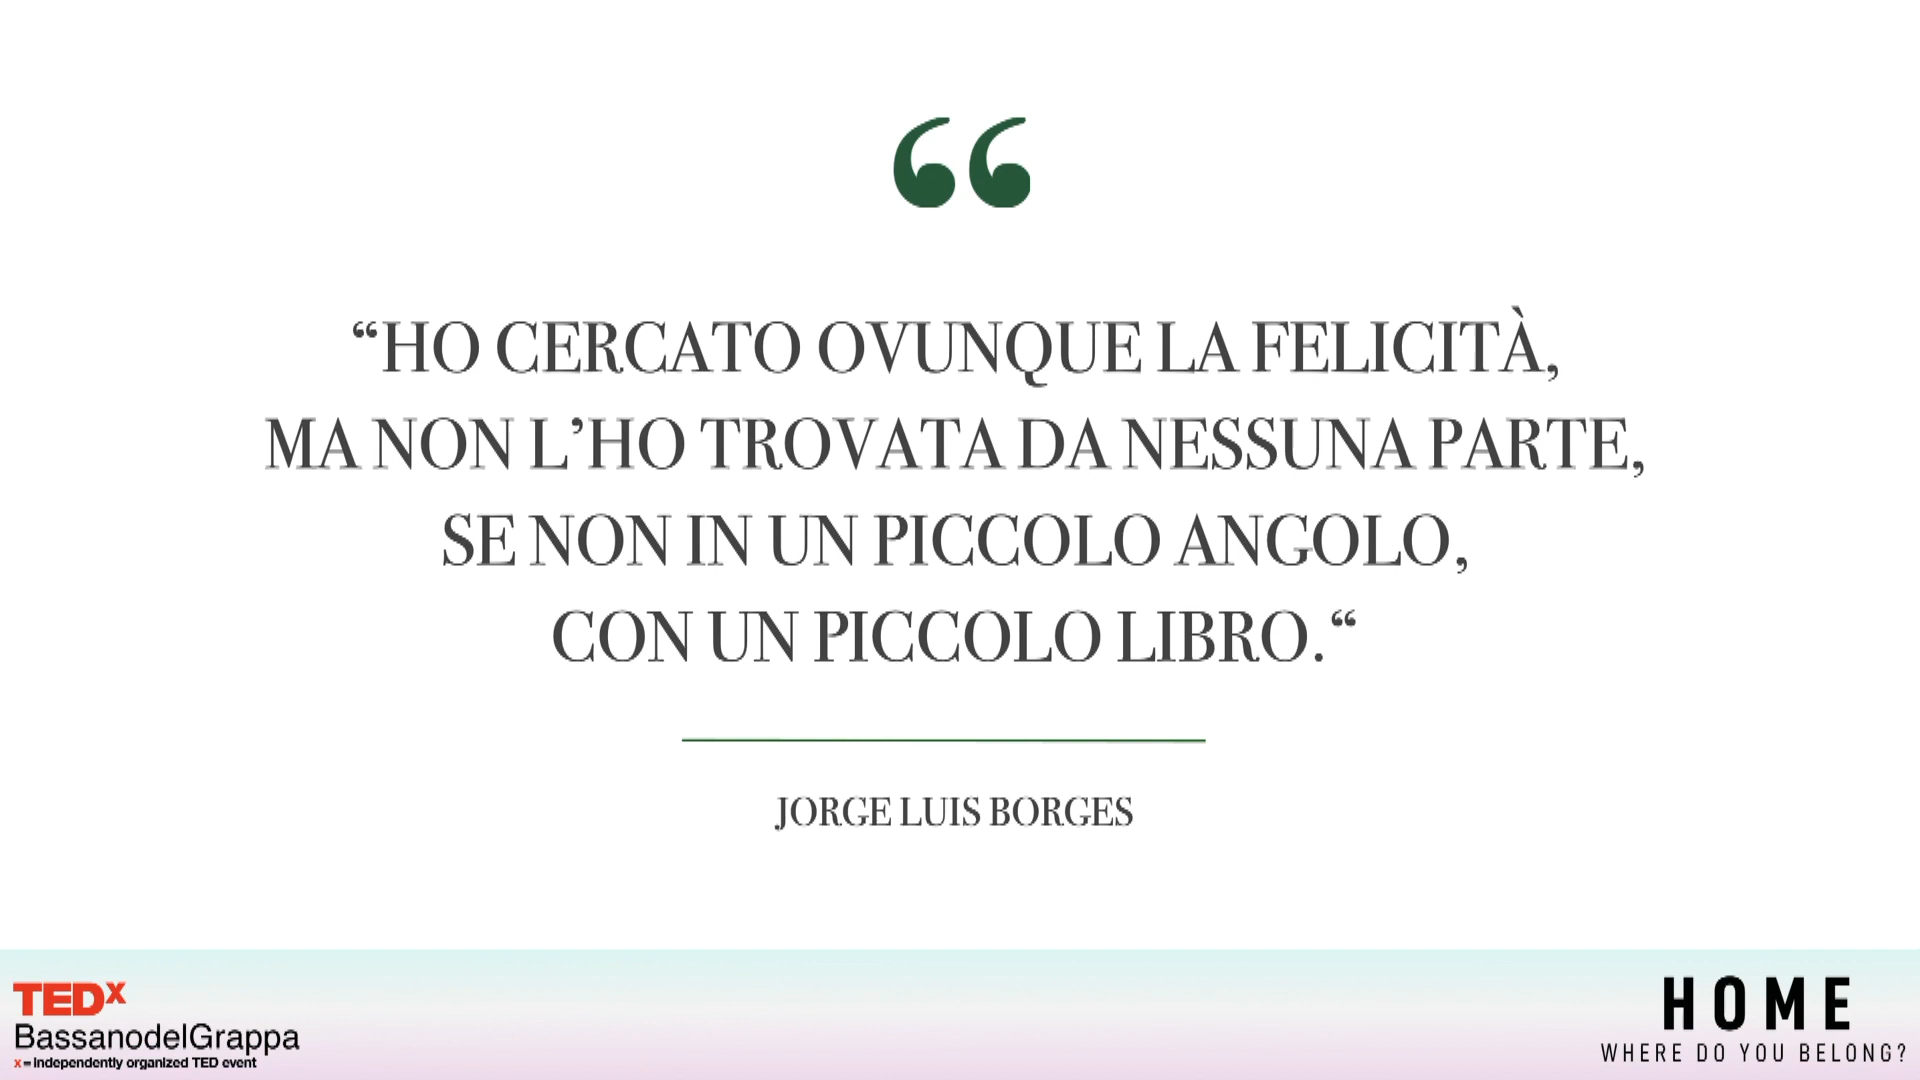 “
“HO CERCATO OVUNQUE LA FELICITÀ,
MA NON L’HO TROVATA DA NESSUNA PARTE,
SE NON IN UN PICCOLO ANGOLO,
CON UN PICCOLO LIBRO.“
JORGE LUIS BORGES
TEDx
BassanodelGrappa
x = independently organized TED event
HOME
WHERE DO YOU BELONG?